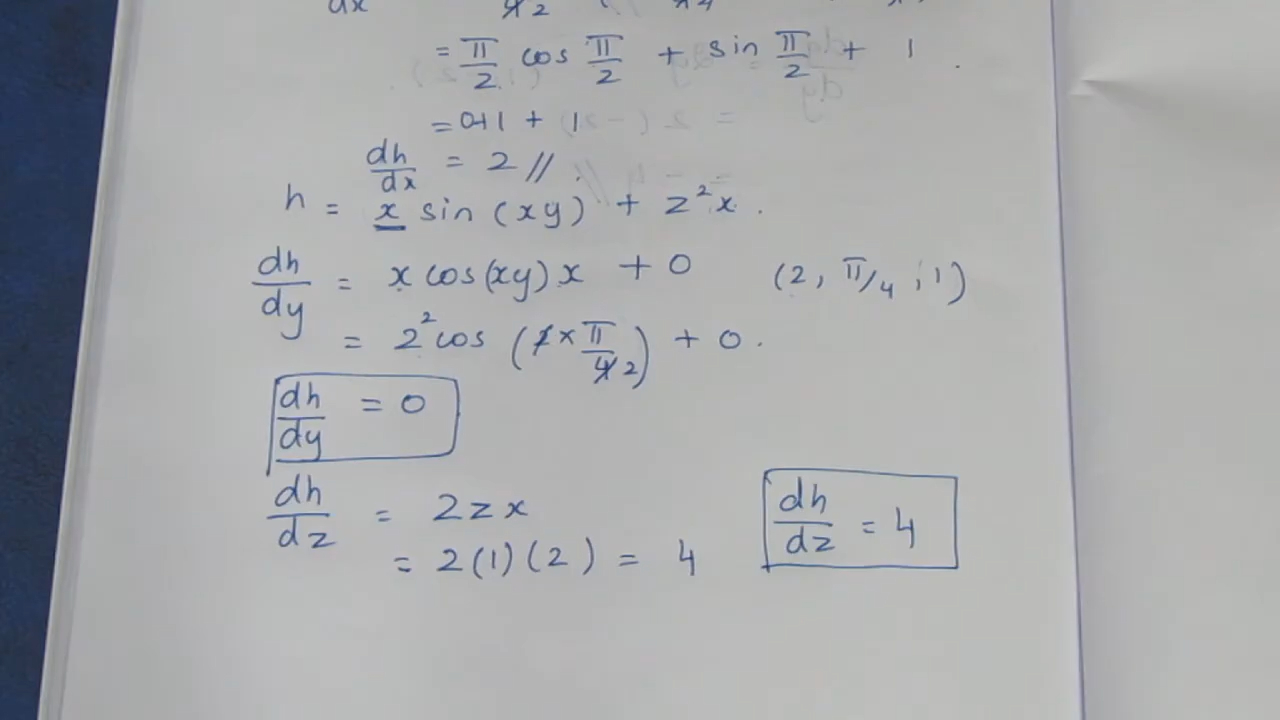 dx
= π/2 cos π/2 + sin π/2 + 1 .
= 0+1 + 1
dh/dx = 2 //.
h = x sin (xy) + z²x .
dh/dy = x cos(xy) x + 0 (2, π/4, 1)
= 2² cos (2 × π/4 2) + 0 .
dh/dy = 0
dh/dz = 2zx
= 2(1)(2) = 4
dh/dz = 4